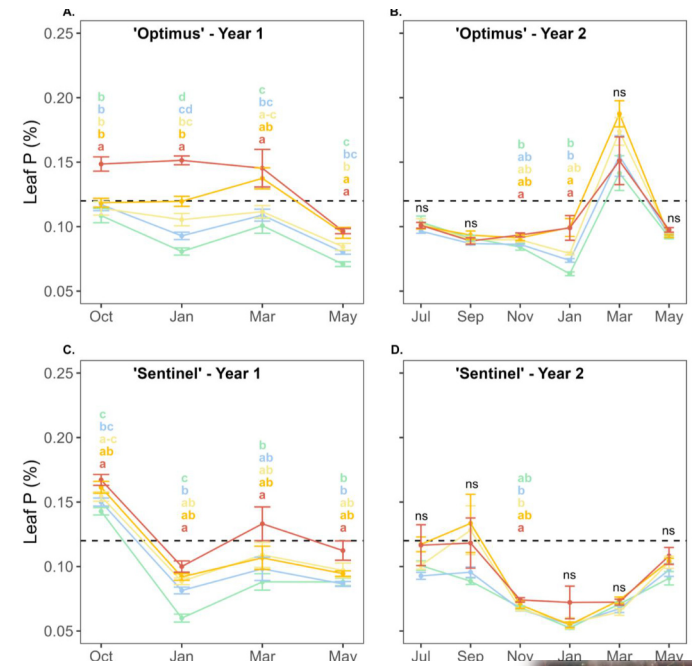 A.
'Optimus' - Year 1
Leaf P (%)
0.25
0.20
0.15
0.10
0.05
b
b
b
b
a
d
cd
bc
b
a
c
bc
a-c
ab
a
c
bc
b
a
a
Oct Jan Mar May
B.
'Optimus' - Year 2
ns
ns
b
ab
ab
ab
a
b
b
a
a
a
ns
ns
Jul Sep Nov Jan Mar May
C.
'Sentinel' - Year 1
Leaf P (%)
0.25
0.20
0.15
0.10
0.05
c
bc
a-c
ab
a
c
b
ab
ab
a
b
ab
ab
ab
a
b
b
ab
ab
a
Oct Jan Mar May
D.
'Sentinel' - Year 2
ns
ns
ab
b
ab
ab
a
ns
ns
ns
Jul Sep Nov Jan Mar May